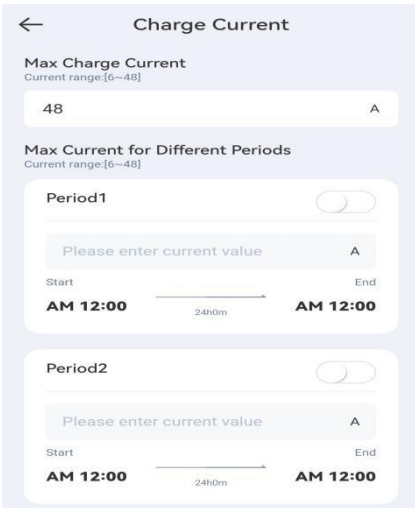 Charge Current
Max Charge Current
Current range:[6~48]
48 A
Max Current for Different Periods
Current range:[6~48]
Period1
Please enter current value A
Start End
AM 12:00 24h0m AM 12:00
Period2
Please enter current value A
Start End
AM 12:00 24h0m AM 12:00